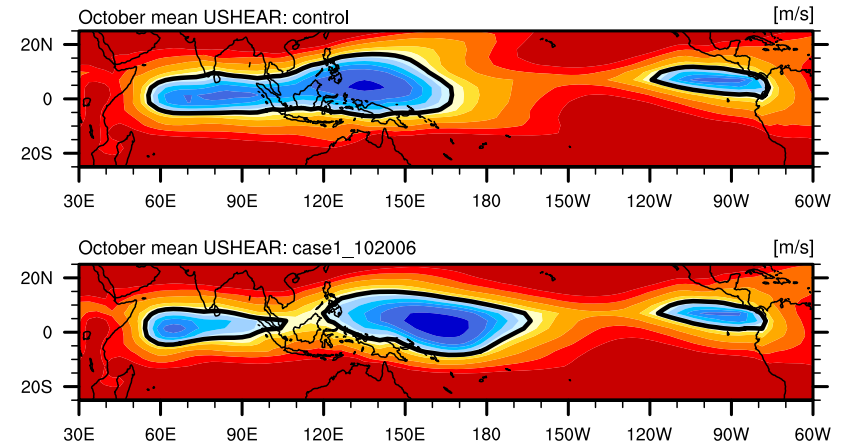 October mean USHEAR: control [m/s]
20N
0
20S
30E 60E 90E 120E 150E 180 150W 120W 90W 60W
October mean USHEAR: case1_102006 [m/s]
20N
0
20S
30E 60E 90E 120E 150E 180 150W 120W 90W 60W